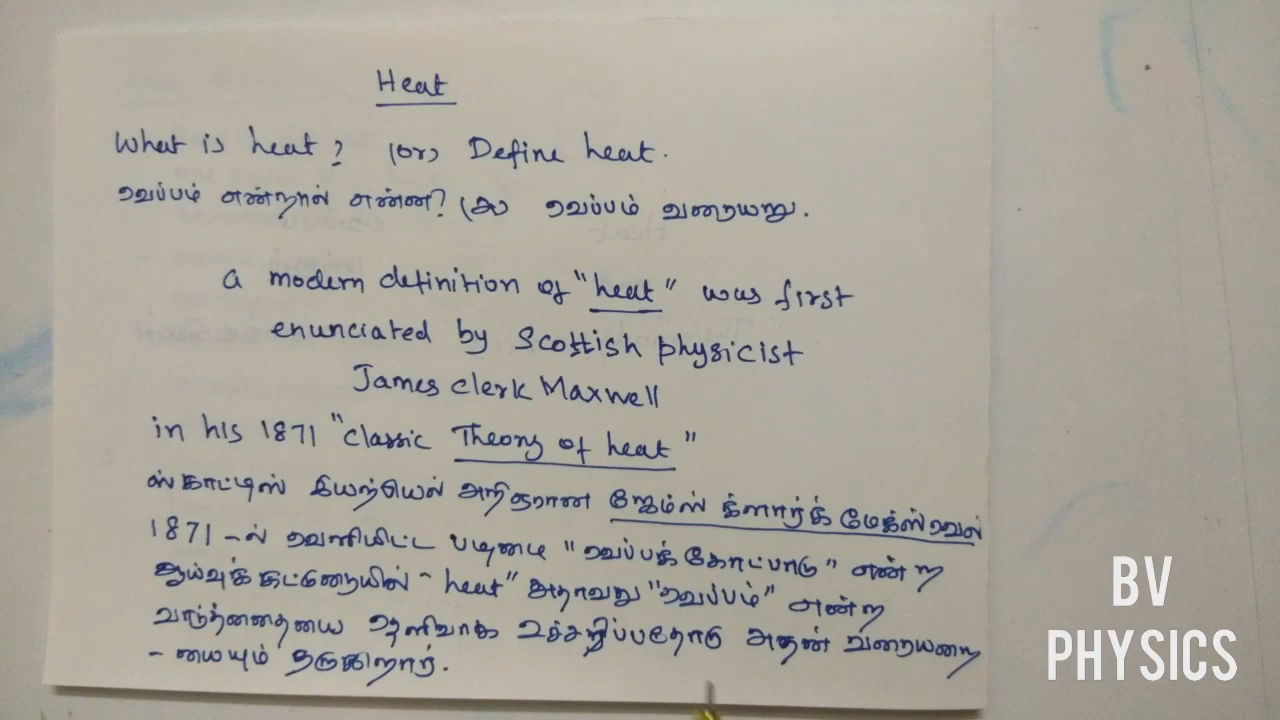 Heat
What is heat? (or) Define heat.
வெப்பம் என்றால் என்ன? (அ) வெப்பம் வரையறு.
a modern definition of "heat" was first
enunciated by Scottish physicist
James Clerk Maxwell
in his 1871 "Classic Theory of heat"
ஸ்காட்டிஸ் இயற்பியல் அறிஞரான ஜேம்ஸ் க்ளார்க் மேக்ஸ்வெல்
1871 -ல் வெளியிட்ட படிமை "வெப்பக் கோட்பாடு" என்ற
ஆய்வுக் கட்டுரையில் "heat" அதாவது "வெப்பம்" என்ற
வார்த்தையை தெளிவாக உச்சரிப்பதோடு அதன் வரையறை
-யையும் தருகிறார்.
BV
PHYSICS